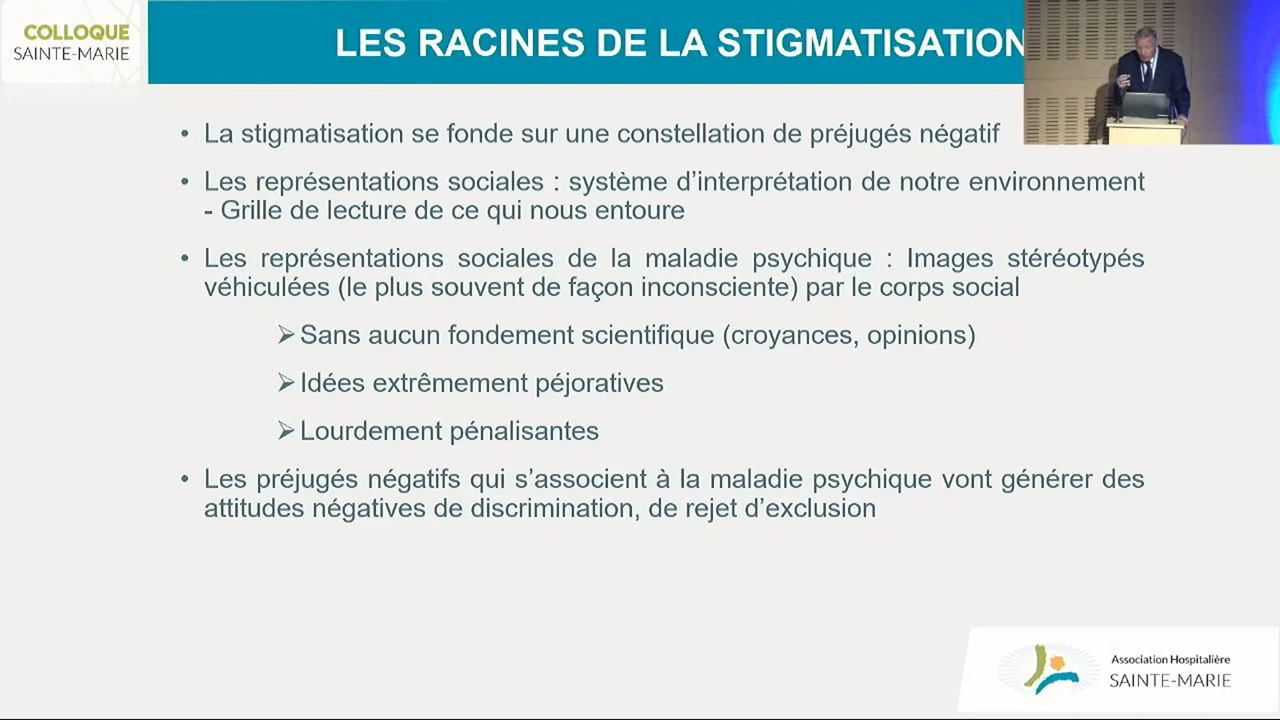 COLLOQUE
SAINTE-MARIE
LES RACINES DE LA STIGMATISATION
• La stigmatisation se fonde sur une constellation de préjugés négatif
• Les représentations sociales : système d'interprétation de notre environnement
- Grille de lecture de ce qui nous entoure
• Les représentations sociales de la maladie psychique : Images stéréotypés
véhiculées (le plus souvent de façon inconsciente) par le corps social
➢ Sans aucun fondement scientifique (croyances, opinions)
➢ Idées extrêmement péjoratives
➢ Lourdement pénalisantes
• Les préjugés négatifs qui s'associent à la maladie psychique vont générer des
attitudes négatives de discrimination, de rejet d'exclusion
Association Hospitalière
SAINTE-MARIE